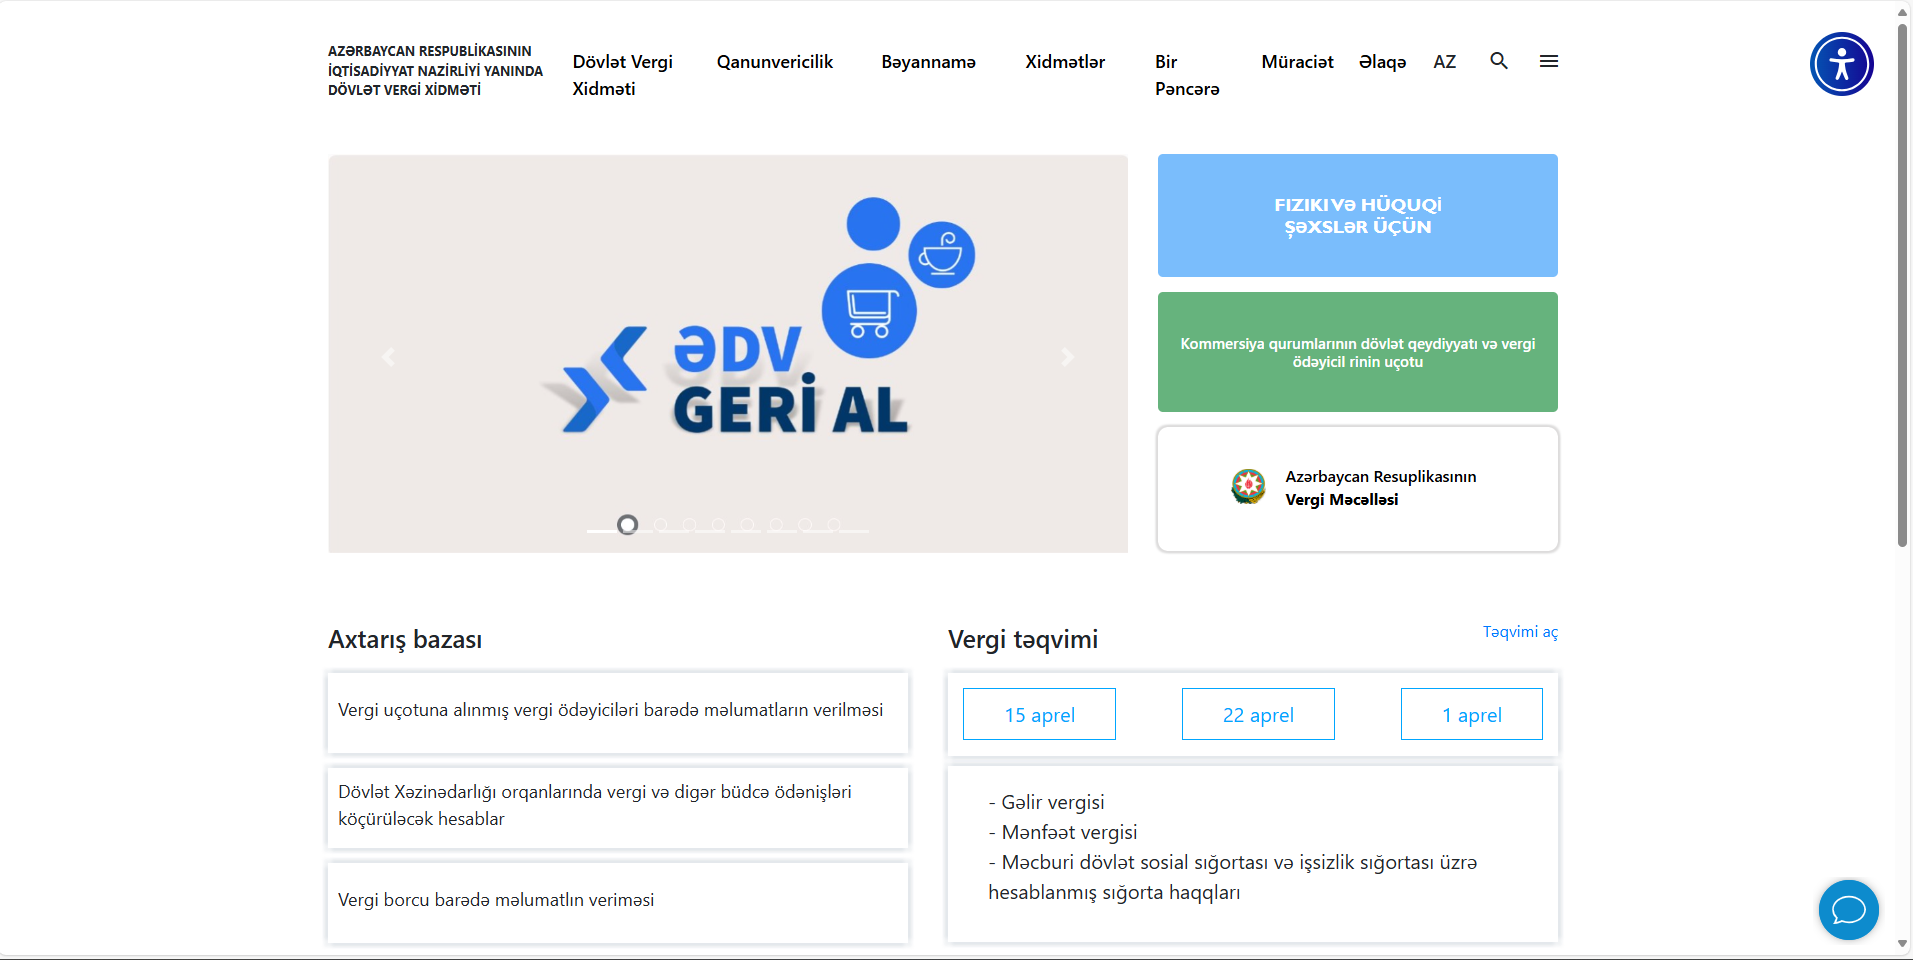 AZƏRBAYCAN RESPUBLİKASININ
İQTİSADİYYAT NAZİRLİYİ YANINDA
DÖVLƏT VERGİ XİDMƏTİ
Dövlət Vergi
Xidməti
Qanunvericilik
Bəyannamə
Xidmətlər
Bir
Pəncərə
Müraciət
Əlaqə
AZ
ƏDV
GERİ AL
FIZIKI Və HÜQUQİ
ŞəXSLəR ÜÇÜN
Kommersiya qurumlarının dövlət qeydiyyatı və vergi
ödəyicil rinin uçotu
Azərbaycan Resuplikasının
Vergi Məcəlləsi
Axtarış bazası
Vergi uçotuna alınmış vergi ödəyiciləri barədə məlumatların verilməsi
Dövlət Xəzinədarlığı orqanlarında vergi və digər büdcə ödənişləri
köçürüləcək hesablar
Vergi borcu barədə məlumatlın veriməsi
Vergi təqvimi
Təqvimi aç
15 aprel
22 aprel
1 aprel
- Gəlir vergisi
- Mənfəət vergisi
- Məcburi dövlət sosial sığortası və işsizlik sığortası üzrə
hesablanmış sığorta haqqları